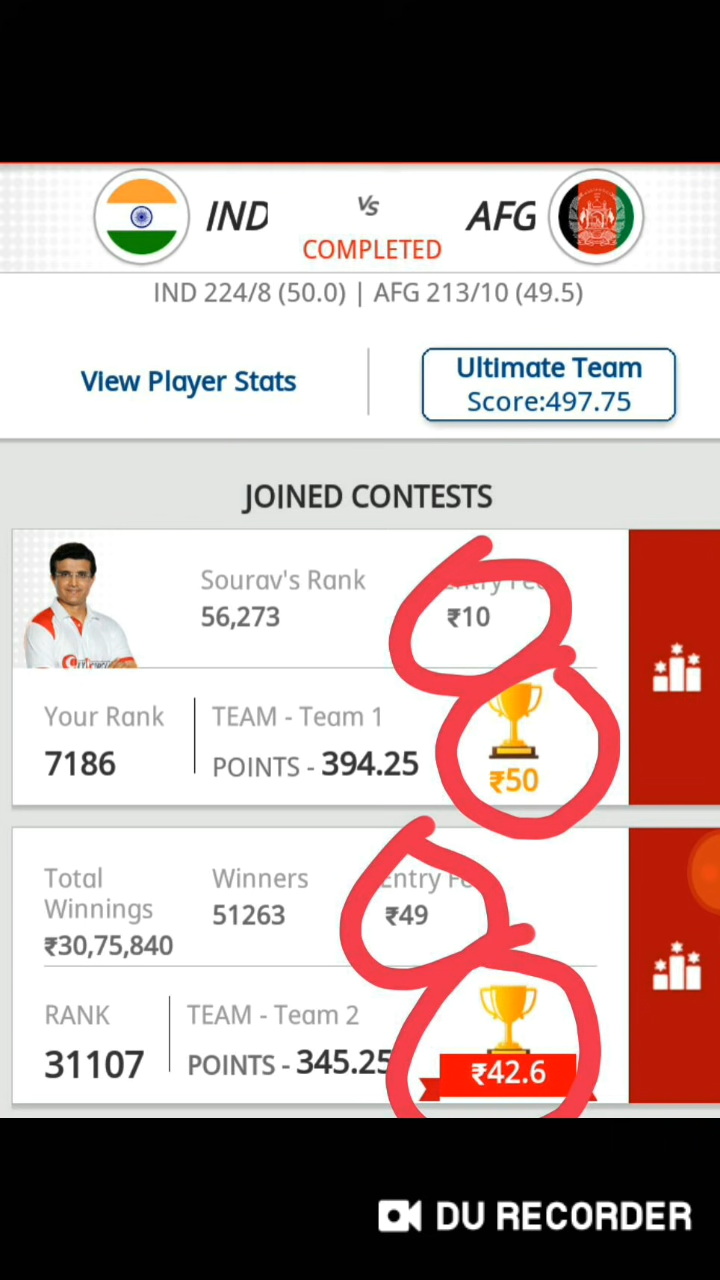 IND
Vs
AFG
COMPLETED
IND 224/8 (50.0) | AFG 213/10 (49.5)
View Player Stats
Ultimate Team
Score:497.75
JOINED CONTESTS
Sourav's Rank
56,273
₹10
Your Rank
7186
TEAM - Team 1
POINTS - 394.25
₹50
Total
Winnings
₹30,75,840
Winners
51263
Entry
₹49
RANK
31107
TEAM - Team 2
POINTS - 345.25
₹42.6
DU RECORDER